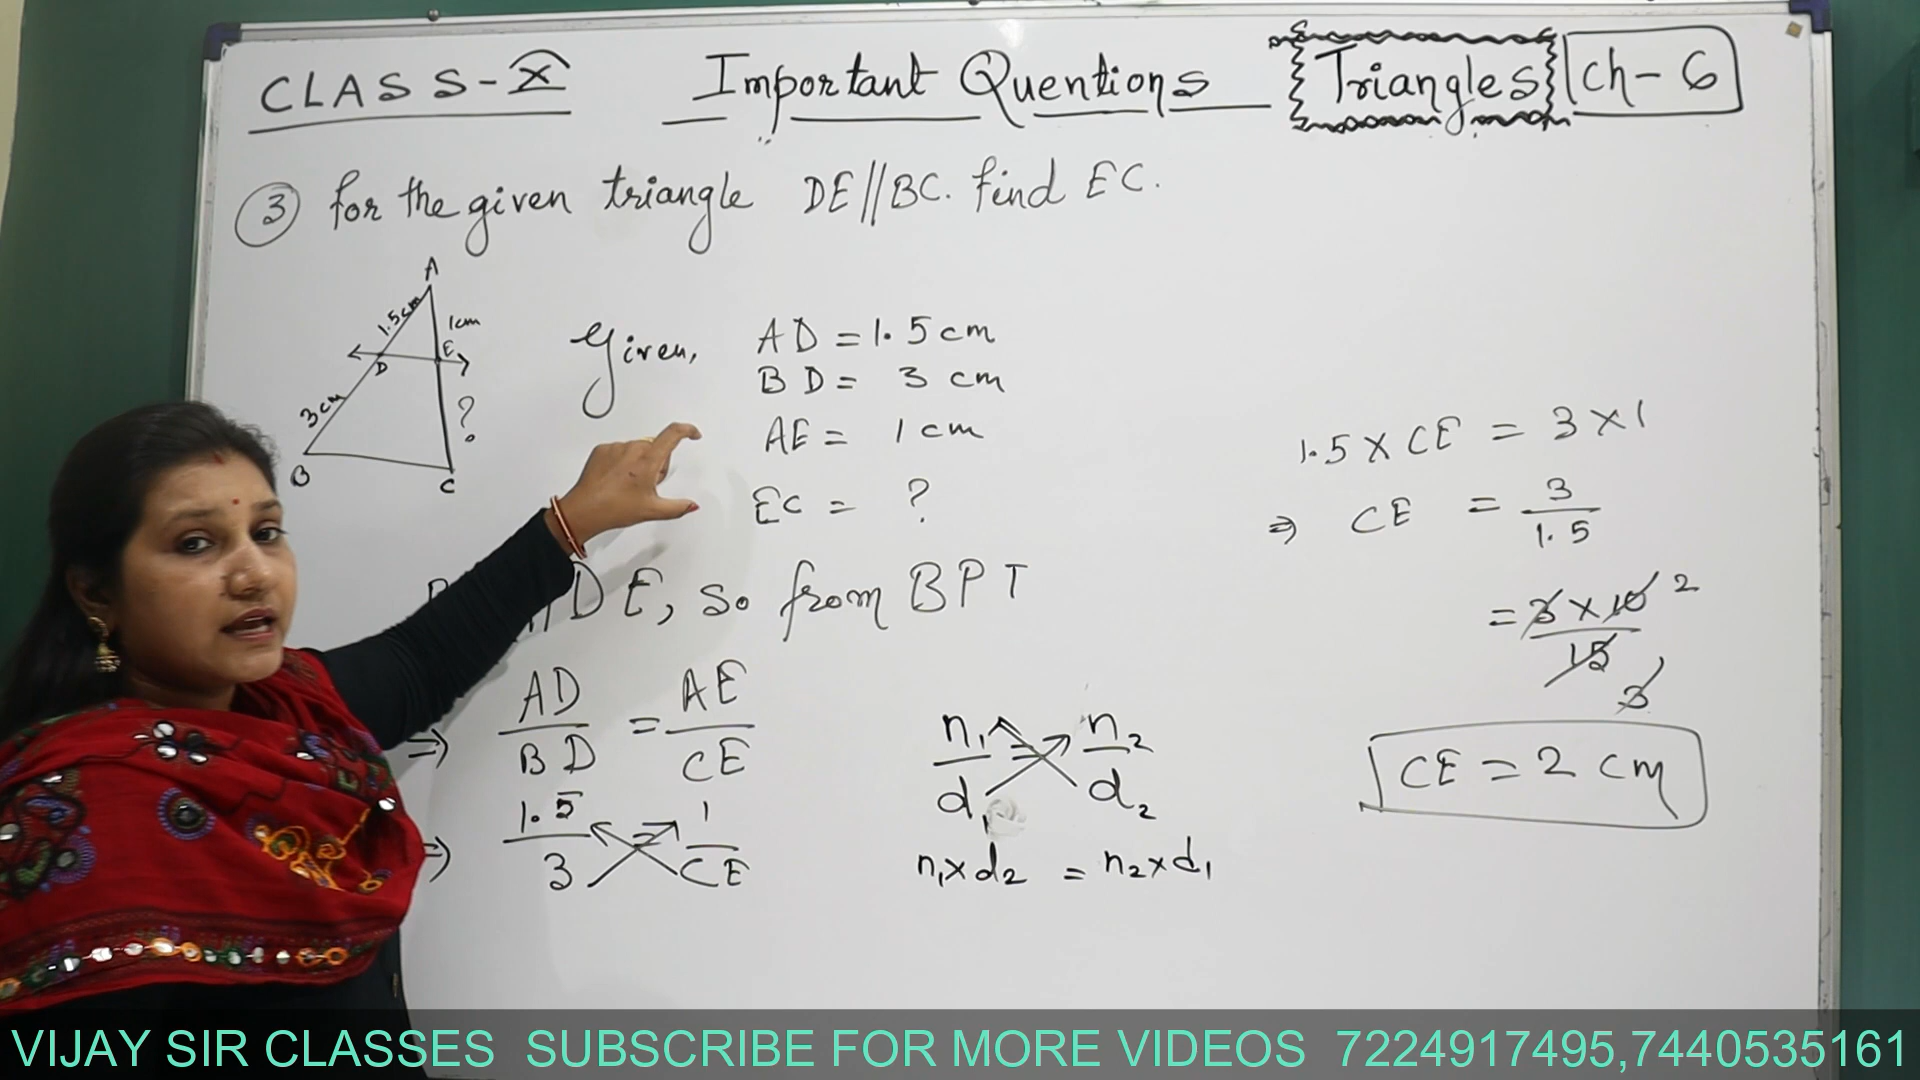 CLASS-X Important Quentions Triangles Ch-6
③ for the given triangle DE//BC. find EC.
A
1.5cm
1cm
D
E
3cm
?
B
C
Given, AD = 1.5cm
BD = 3 cm
AE = 1 cm
EC = ?
DE, So from BPT
⇒ AD/BD = AE/CE
⇒ 1.5/3 = 1/CE
n₁/d₁ = n₂/d₂
n₁×d₂ = n₂×d₁
1.5 × CE = 3×1
⇒ CE = 3/1.5
= 3×10/15 2
3
CE = 2 cm
VIJAY SIR CLASSES SUBSCRIBE FOR MORE VIDEOS 7224917495,7440535161